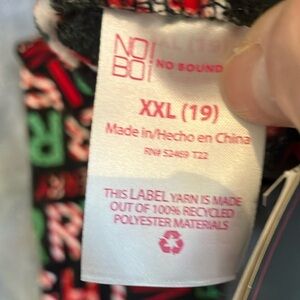 NO!
BO!
NO BOUND
XXL (19)
Made in/Hecho en China
RN# 52469 T22
THIS LABEL YARN IS MADE
OUT OF 100% RECYCLED
POLYESTER MATERIALS